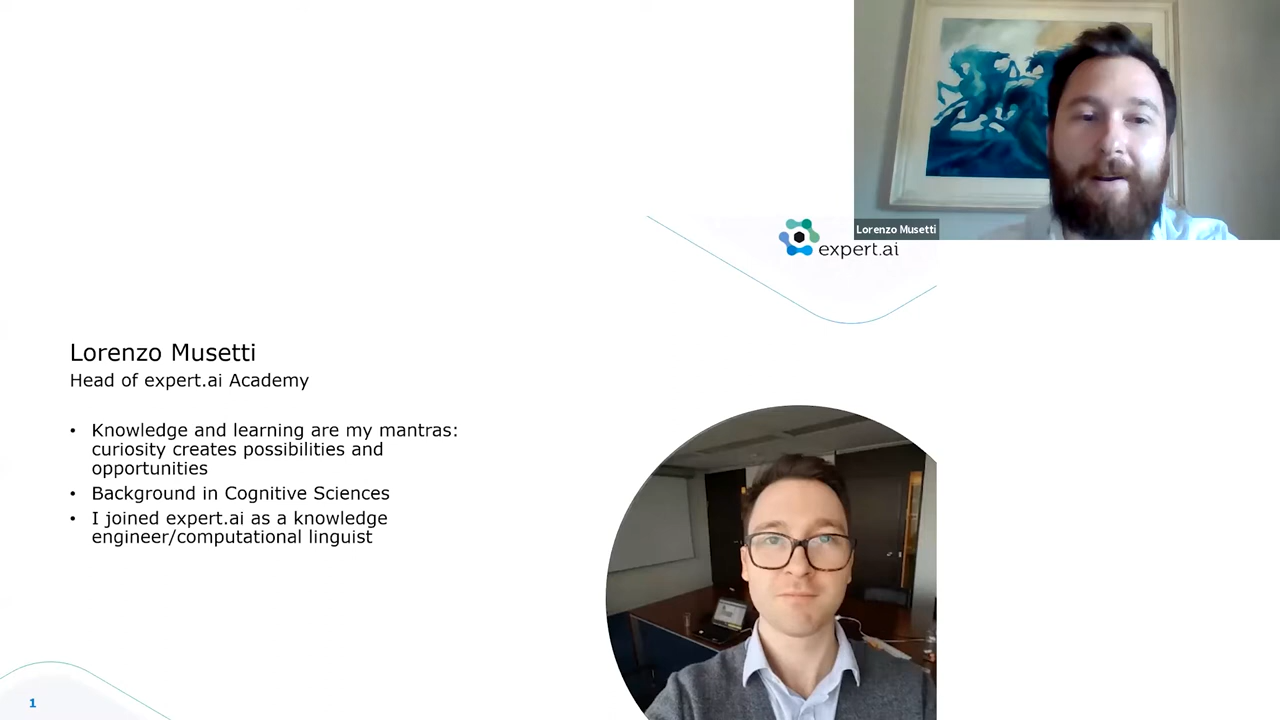 Lorenzo Musetti
expert.ai
Lorenzo Musetti
Head of expert.ai Academy
• Knowledge and learning are my mantras:
curiosity creates possibilities and
opportunities
• Background in Cognitive Sciences
• I joined expert.ai as a knowledge
engineer/computational linguist
1